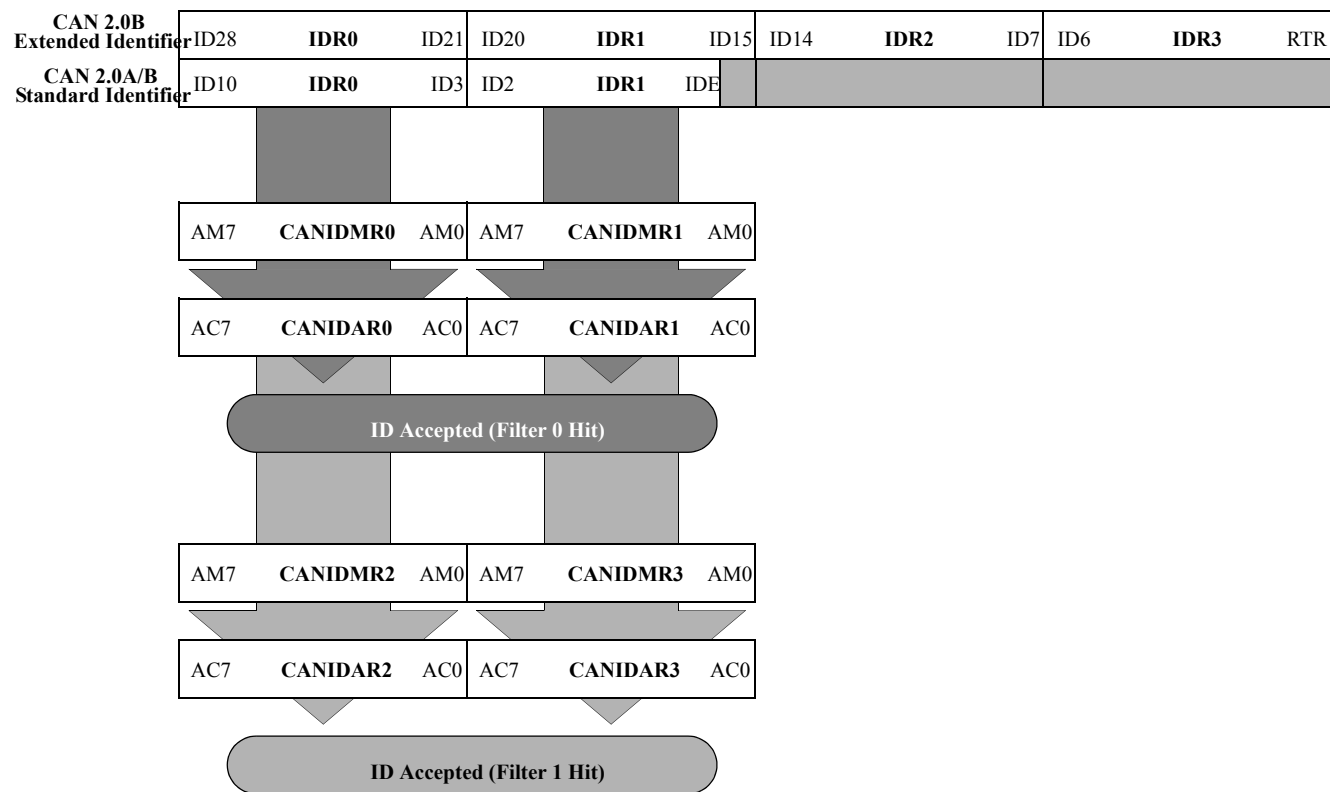 CAN 2.0B
Extended Identifier
ID28 IDR0 ID21 ID20 IDR1 ID15 ID14 IDR2 ID7 ID6 IDR3 RTR
CAN 2.0A/B
Standard Identifier
ID10 IDR0 ID3 ID2 IDR1 IDE
AM7 CANIDMR0 AM0 AM7 CANIDMR1 AM0
AC7 CANIDAR0 AC0 AC7 CANIDAR1 AC0
ID Accepted (Filter 0 Hit)
AM7 CANIDMR2 AM0 AM7 CANIDMR3 AM0
AC7 CANIDAR2 AC0 AC7 CANIDAR3 AC0
ID Accepted (Filter 1 Hit)